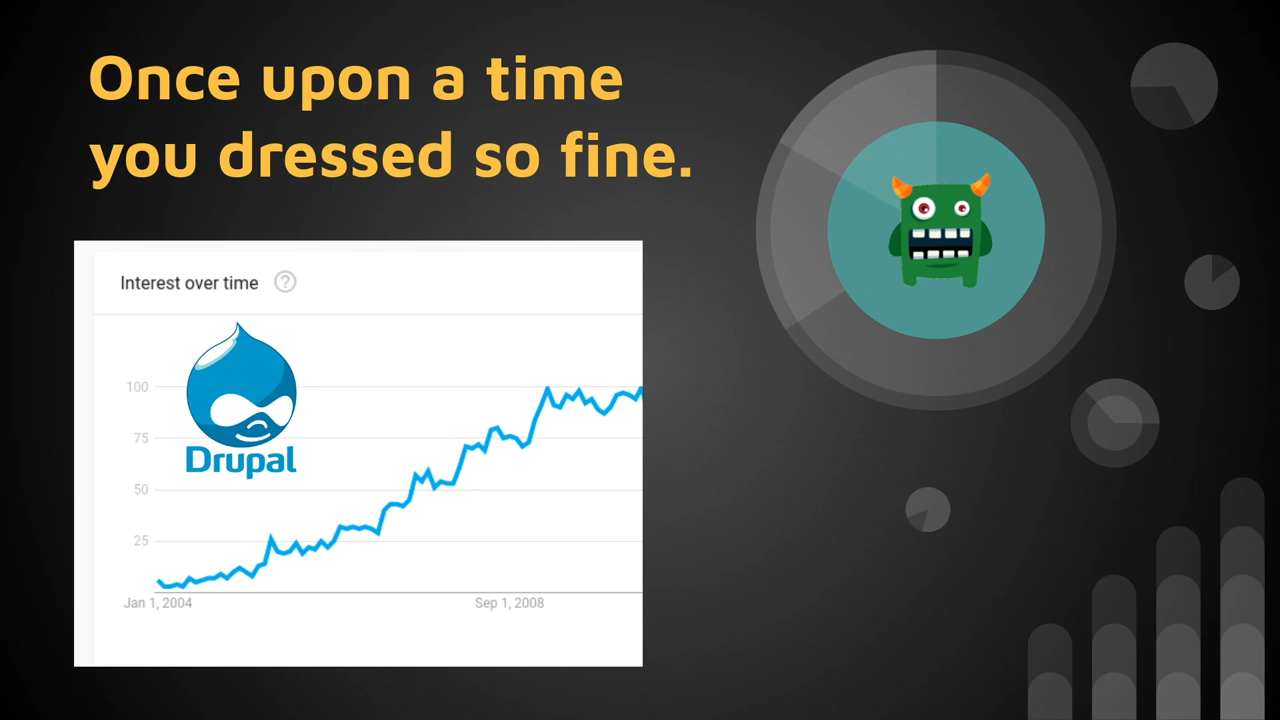 Once upon a time
you dressed so fine.
Interest over time ?
Drupal
100
75
50
25
Jan 1, 2004 Sep 1, 2008